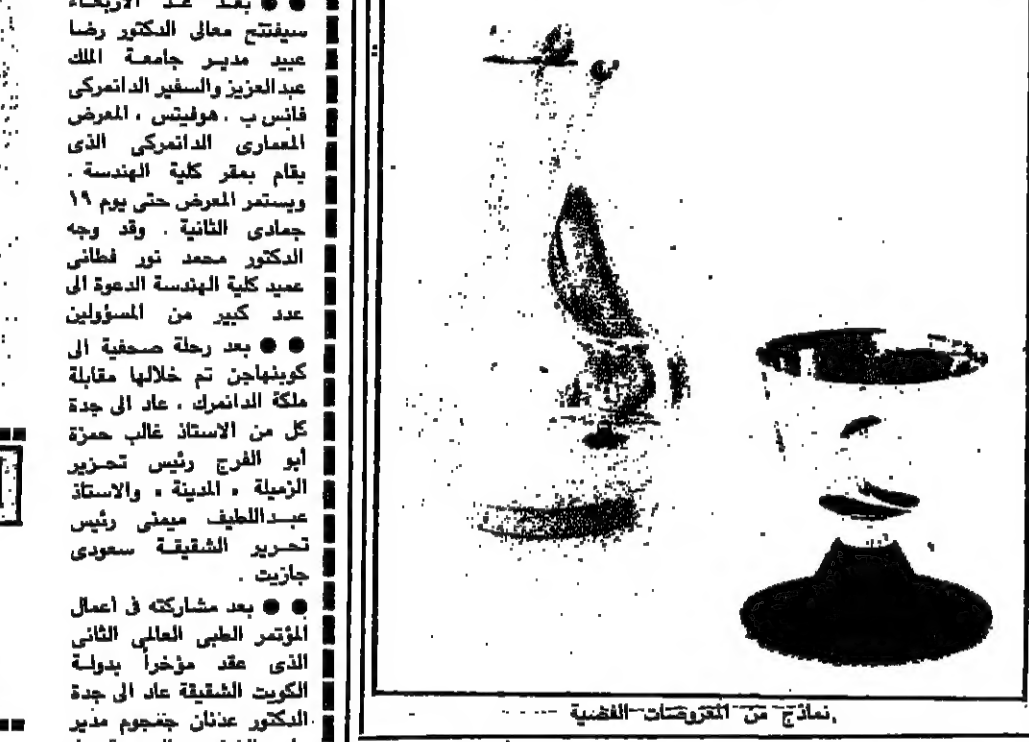 ● ● بعد غد الأربعاء
سيفتتح معالى الدكتور رضا
عبيد مدير جامعة الملك
عبدالعزيز والسفير الدانمركى
فانس ب . هوفيتس ، المعرض
المعمارى الدانمركى الذى
يقام بمقر كلية الهندسة .
ويستمر المعرض حتى يوم ١٩
جمادى الثانية . وقد وجه
الدكتور محمد نور فطانى
عميد كلية الهندسة الدعوة الى
عدد كبير من المسؤولين
● ● بعد رحلة صحفية الى
كوبنهاجن تم خلالها مقابلة
ملكة الدانمرك ، عاد الى جدة
كل من الاستاذ غالب حمزة
أبو الفرج رئيس تحرير
الزميلة « المدينة » والاستاذ
عبداللطيف ميمنى رئيس
تحرير الشقيقة سعودى
جازيت .
● ● بعد مشاركته فى اعمال
المؤتمر الطبى العالمى الثانى
الذى عقد مؤخراً بدولة
الكويت الشقيقة عاد الى جدة
الدكتور عدنان جمجوم مدير
نماذج من المعروضات الفضية